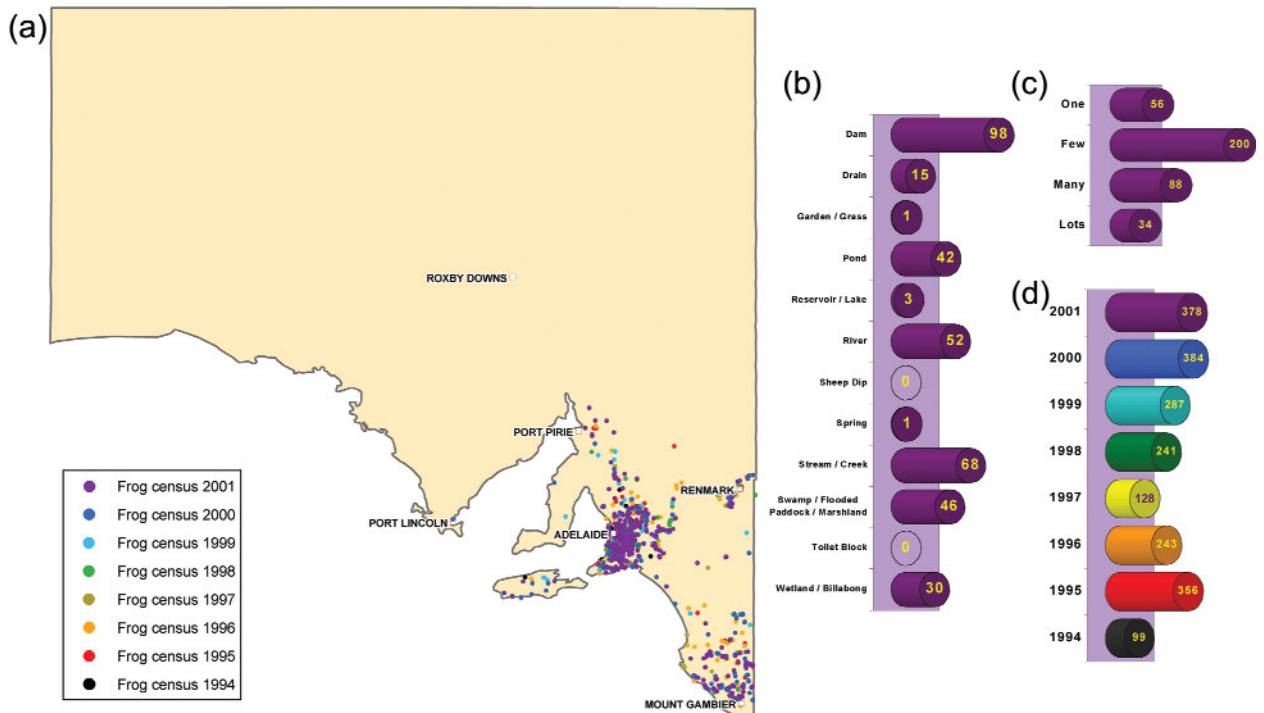 (a)
ROXBY DOWNS
PORT PIRIE
RENMARK
PORT LINCOLN
ADELAIDE
MOUNT GAMBIER
Frog census 2001
Frog census 2000
Frog census 1999
Frog census 1998
Frog census 1997
Frog census 1996
Frog census 1995
Frog census 1994
(b)
Dam 98
Drain 15
Garden / Grass 1
Pond 42
Reservoir / Lake 3
River 52
Sheep Dip 0
Spring 1
Stream / Creek 68
Swamp / Flooded
Paddock / Marshland 46
Toilet Block 0
Wetland / Billabong 30
(c)
One 56
Few 200
Many 88
Lots 34
(d)
2001 378
2000 384
1999 287
1998 241
1997 128
1996 243
1995 356
1994 99